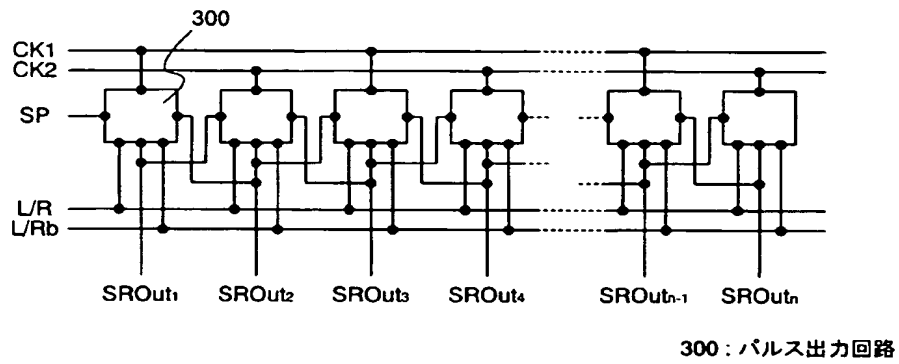 300
CK1
CK2
SP
L/R
L/Rb
SROut1 SROut2 SROut3 SROut4 SROutn-1 SROutn
300：パルス出力回路